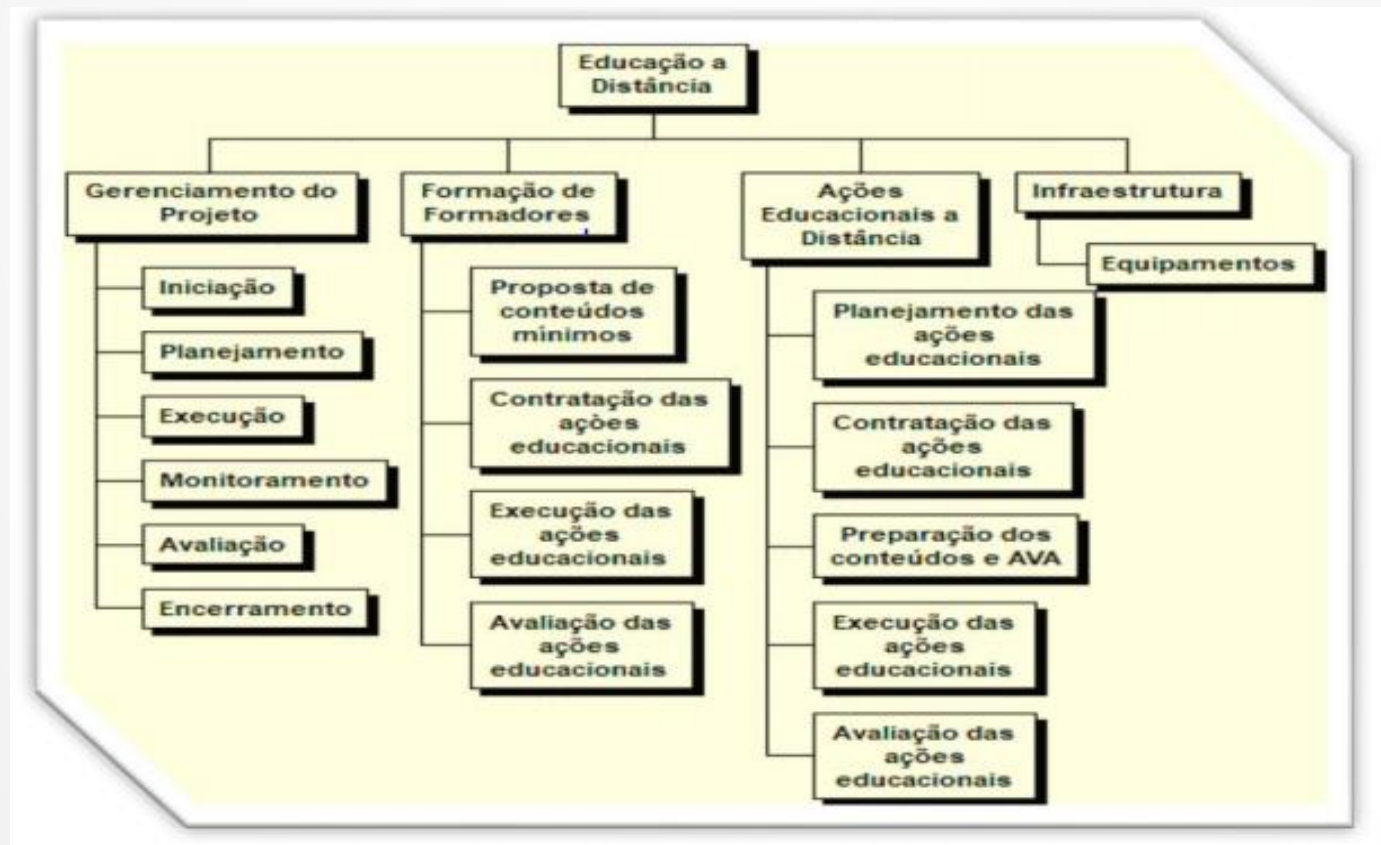 Educação a
Distância
Gerenciamento do
Projeto
Iniciação
Planejamento
Execução
Monitoramento
Avaliação
Encerramento
Formação de
Formadores
Proposta de
conteúdos
mínimos
Contratação das
açòes
educacionais
Execução das
ações
educacionais
Avaliação das
ações
educacionais
Ações
Educacionais a
Distância
Planejamento das
ações
educacionais
Contratação das
ações
educacionais
Preparação dos
conteúdos e AVA
Execução das
ações
educacionais
Avaliação das
ações
educacionais
Infraestrutura
Equipamentos